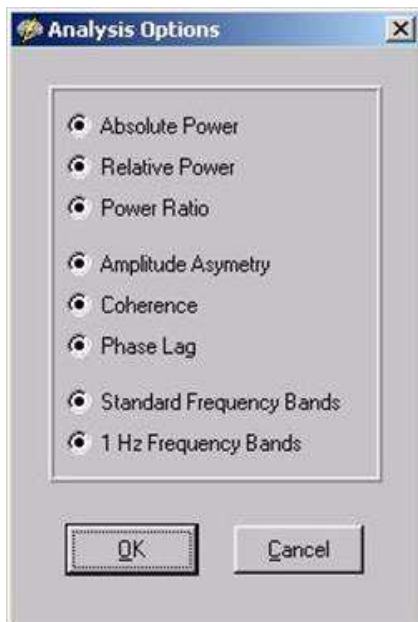 Analysis Options
Absolute Power
Relative Power
Power Ratio
Amplitude Asymetry
Coherence
Phase Lag
Standard Frequency Bands
1 Hz Frequency Bands
OK
Cancel